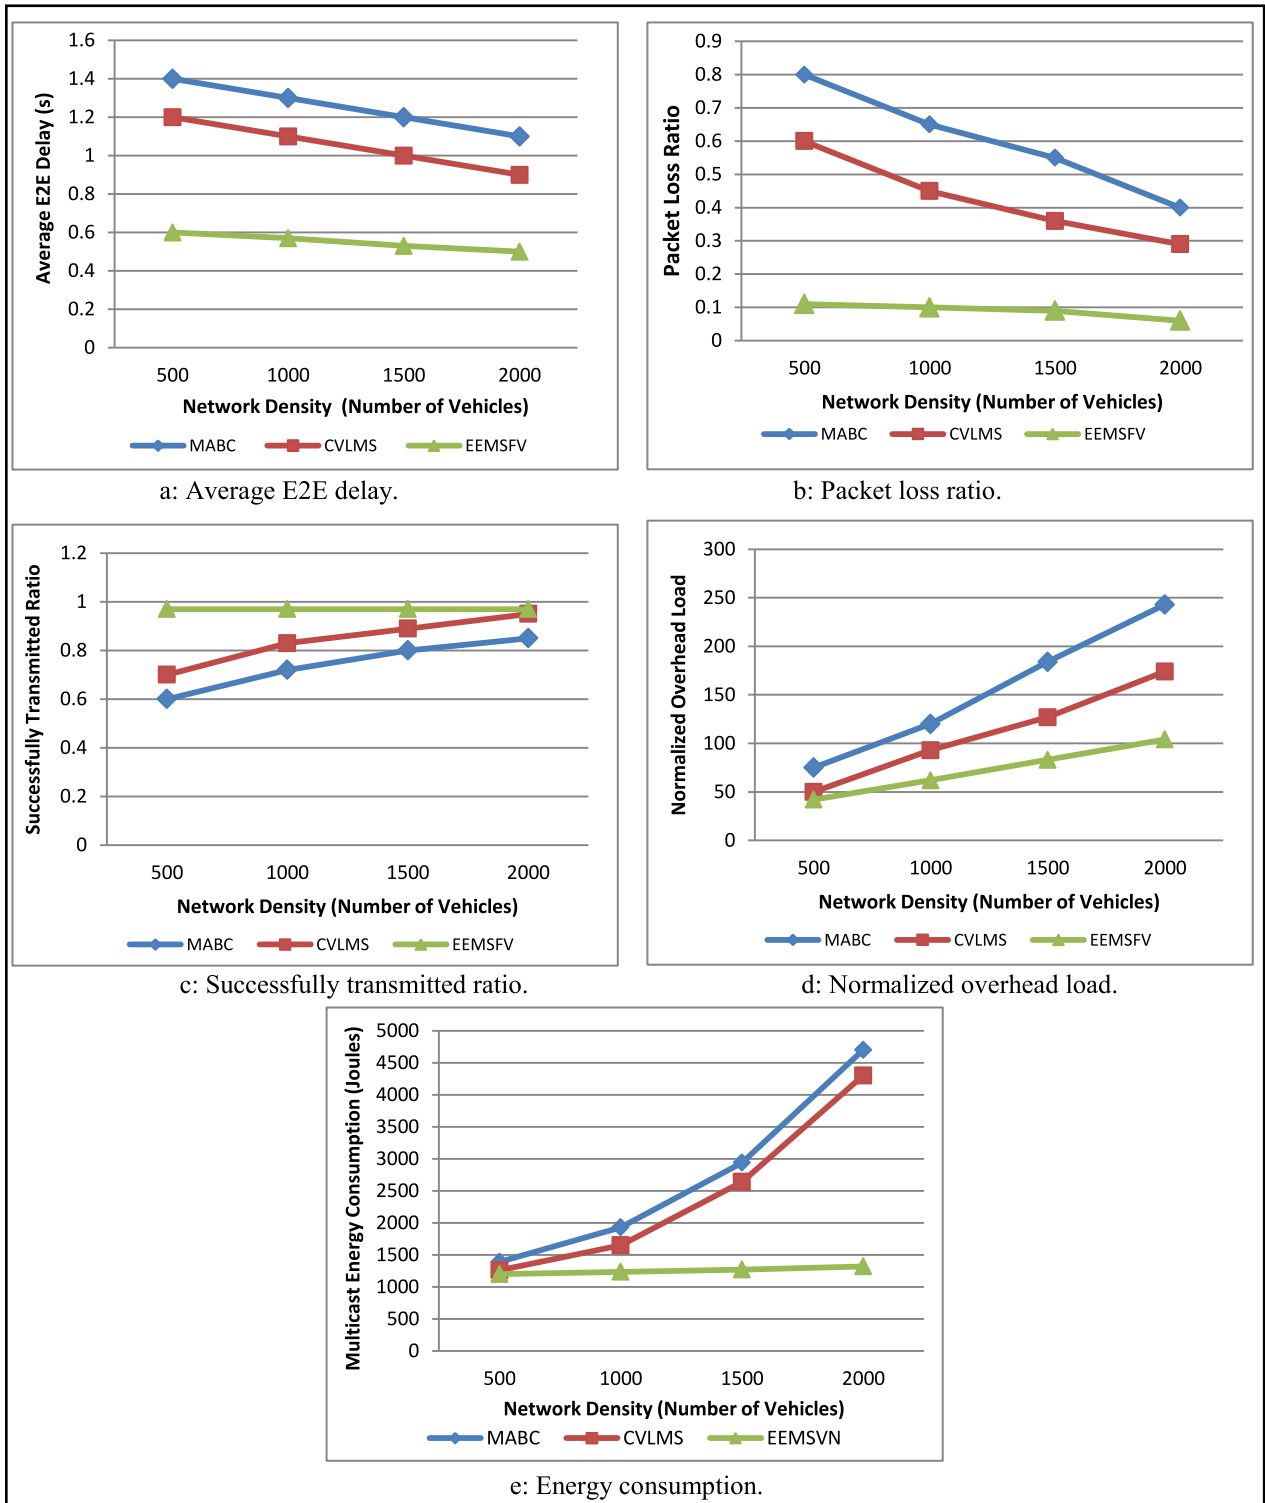 1.6
1.4
1.2
1
0.8
0.6
0.4
0.2
0
Average E2E Delay (s)
500 1000 1500 2000
Network Density (Number of Vehicles)
MABC CVLMS EEMSFV
a: Average E2E delay.
0.9
0.8
0.7
0.6
0.5
0.4
0.3
0.2
0.1
0
Packet Loss Ratio
500 1000 1500 2000
Network Density (Number of Vehicles)
MABC CVLMS EEMSFV
b: Packet loss ratio.
1.2
1
0.8
0.6
0.4
0.2
0
Successfully Transmitted Ratio
500 1000 1500 2000
Network Density (Number of Vehicles)
MABC CVLMS EEMSFV
c: Successfully transmitted ratio.
300
250
200
150
100
50
0
Normalized Overhead Load
500 1000 1500 2000
Network Density (Number of Vehicles)
MABC CVLMS EEMSFV
d: Normalized overhead load.
5000
4500
4000
3500
3000
2500
2000
1500
1000
500
0
Multicast Energy Consumption (Joules)
500 1000 1500 2000
Network Density (Number of Vehicles)
MABC CVLMS EEMSVN
e: Energy consumption.